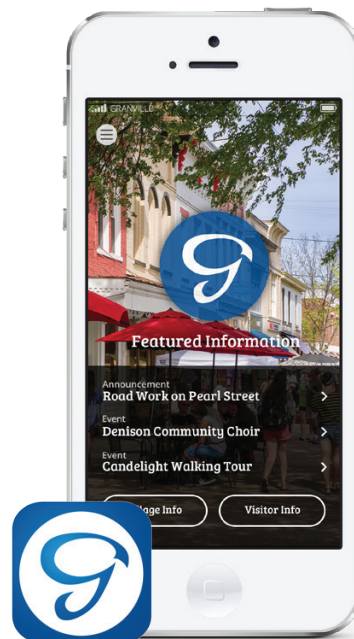 GRANVILLE
g
Featured Information
Announcement
Road Work on Pearl Street
Event
Denison Community Choir
Event
Candelight Walking Tour
Info
Visitor Info
g